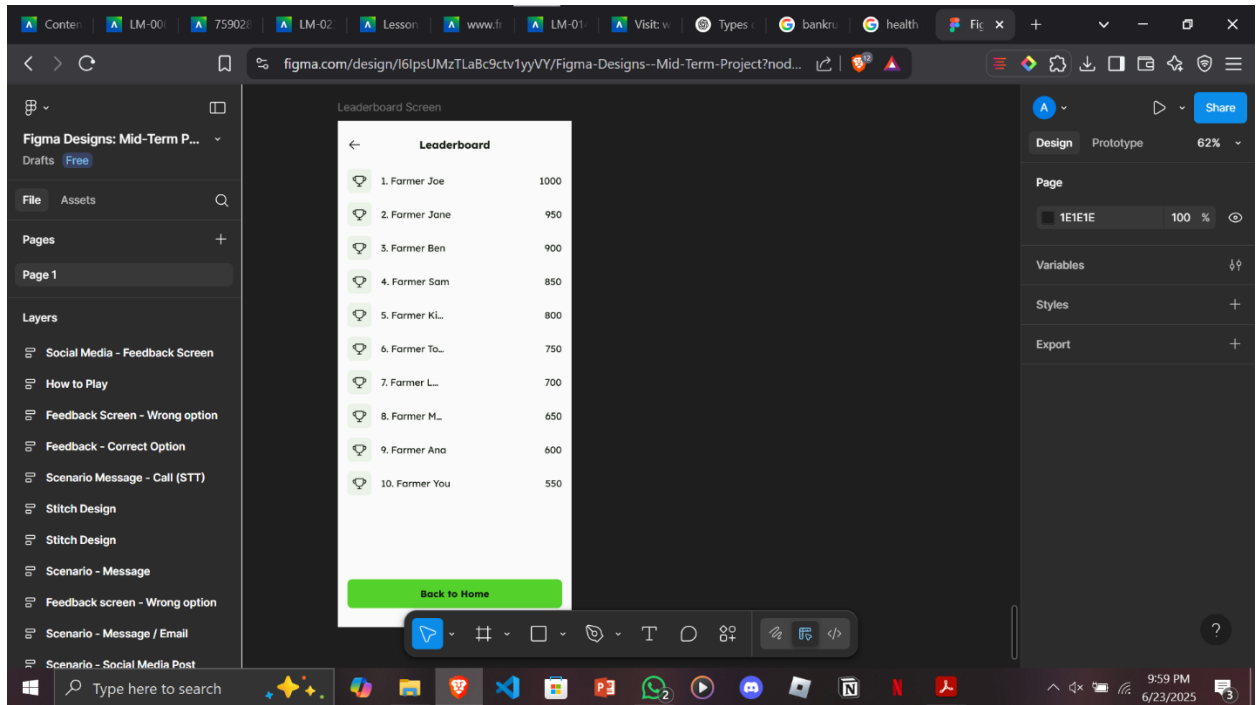 Conten
LM-00(
759028
LM-02
Lesson
www.fr
LM-01-
Visit: w
Types
bankru
health
Fig
figma.com/design/I6IpsUMzTLaBc9ctv1yyVY/Figma-Designs--Mid-Term-Project?nod...
12
Figma Designs: Mid-Term P...
Drafts Free
File Assets
Pages
Page 1
Layers
Social Media - Feedback Screen
How to Play
Feedback Screen - Wrong option
Feedback - Correct Option
Scenario Message - Call (STT)
Stitch Design
Stitch Design
Scenario - Message
Feedback screen - Wrong option
Scenario - Message / Email
Scenario - Social Media Post
Leaderboard Screen
Leaderboard
1. Farmer Joe 1000
2. Farmer Jane 950
3. Farmer Ben 900
4. Farmer Sam 850
5. Farmer Ki... 800
6. Farmer To... 750
7. Farmer L... 700
8. Farmer M... 650
9. Farmer Ana 600
10. Farmer You 550
Back to Home
A
Share
Design Prototype 62%
Page
1E1E1E 100 %
Variables
Styles
Export
?
Type here to search
2
9:59 PM
6/23/2025
3